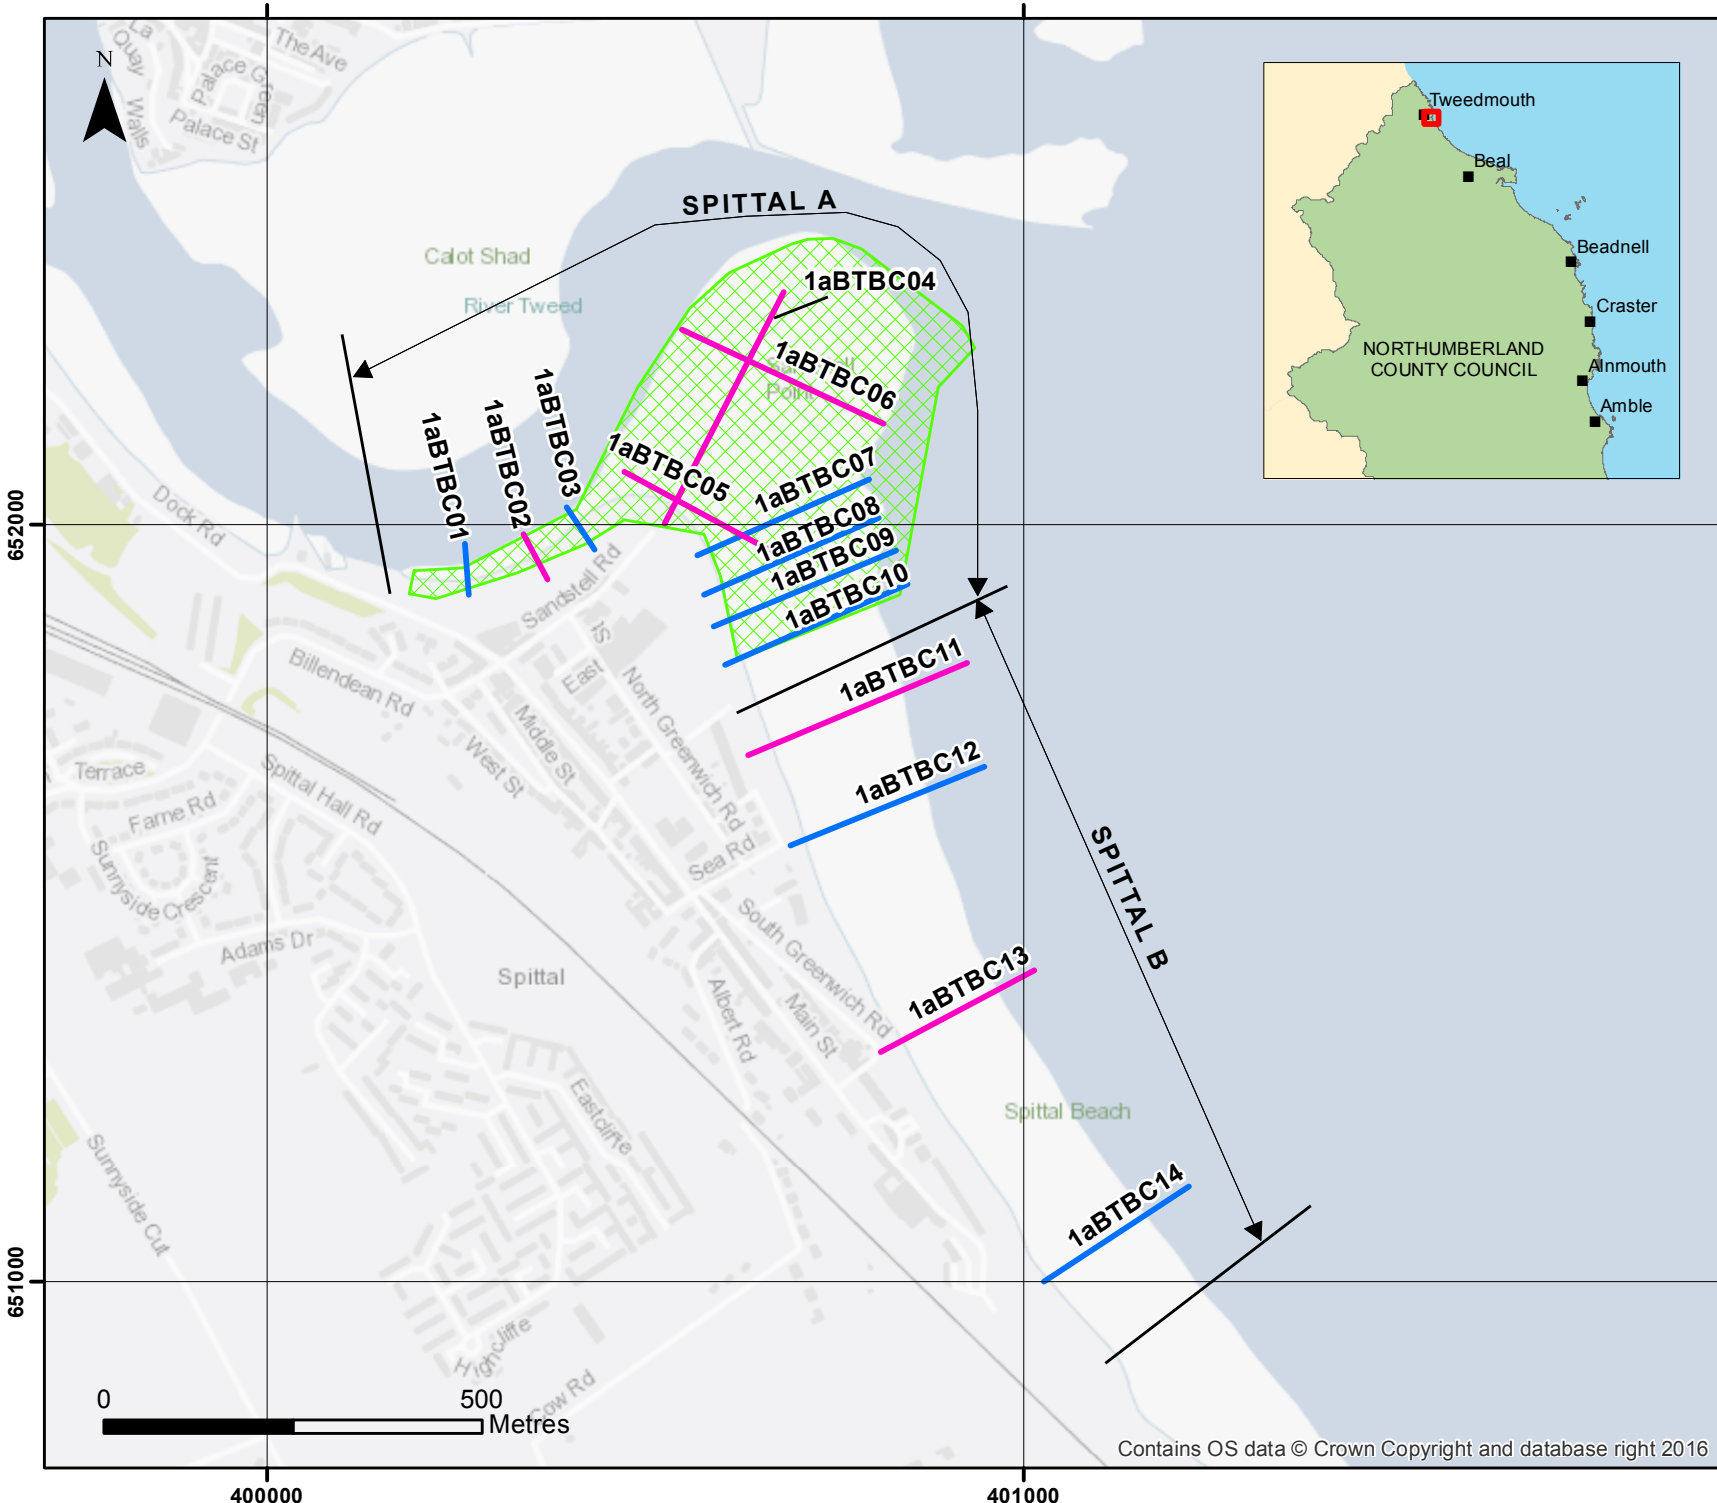 La
Quay
Walls
The Ave
Palace Green
Palace St
N
Tweedmouth
Beal
Beadnell
Craster
Alnmouth
Amble
NORTHUMBERLAND
COUNTY COUNCIL
SPITTAL A
Calot Shad
River Tweed
1aBTBC04
1aBTBC06
Point
1aBTBC03
1aBTBC02
1aBTBC01
1aBTBC05
1aBTBC07
1aBTBC08
1aBTBC09
1aBTBC10
1aBTBC11
1aBTBC12
1aBTBC13
1aBTBC14
SPITTAL B
652000
651000
Dock Rd
Sandstell Rd
Billendean Rd
East
St
North Greenwich Rd
Middle St
West St
Terrace
Spittal Hall Rd
Farne Rd
Sunnyside Crescent
Adams Dr
Sea Rd
South Greenwich Rd
Spittal
Albert Rd
Main St
Eastcliffe
Spittal Beach
Sunnyside Cut
Highcliffe
Cow Rd
0 500
Metres
Contains OS data © Crown Copyright and database right 2016
400000 401000